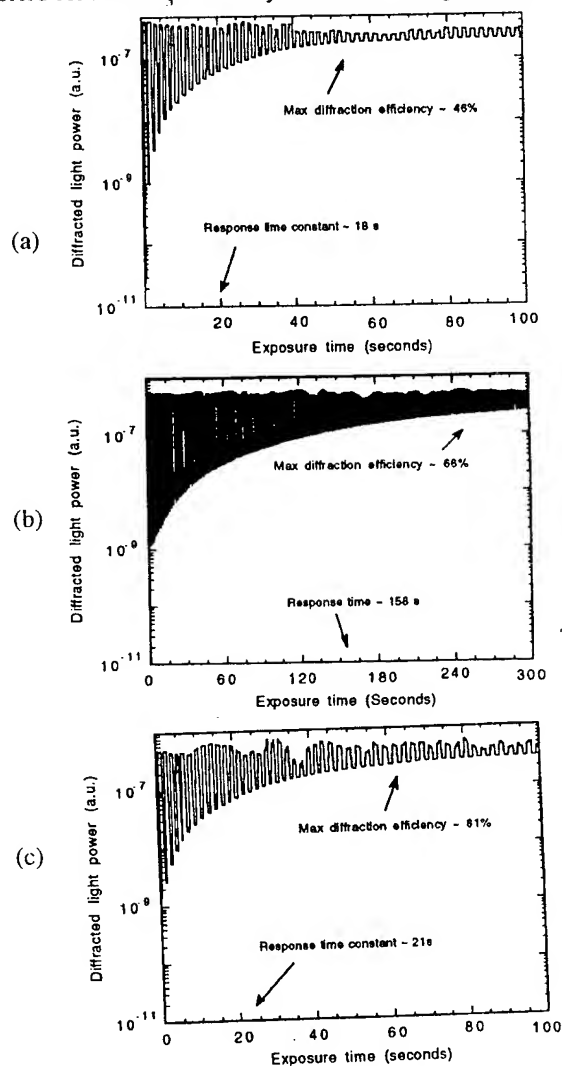 (a)
Diffracted light power (a.u.)
10-7
10-9
10-11
Max diffraction efficiency ~ 46%
Response time constant ~ 18 s
20 40 60 80 100
Exposure time (seconds)
(b)
Diffracted light power (a.u.)
10-7
10-9
10-11
Max diffraction efficiency ~ 66%
Response time ~ 158 s
0 60 120 180 240 300
Exposure time (Seconds)
(c)
Diffracted light power (a.u.)
10-7
10-9
10-11
Max diffraction efficiency ~ 61%
Response time constant ~ 21s
0 20 40 60 80 100
Exposure time (seconds)